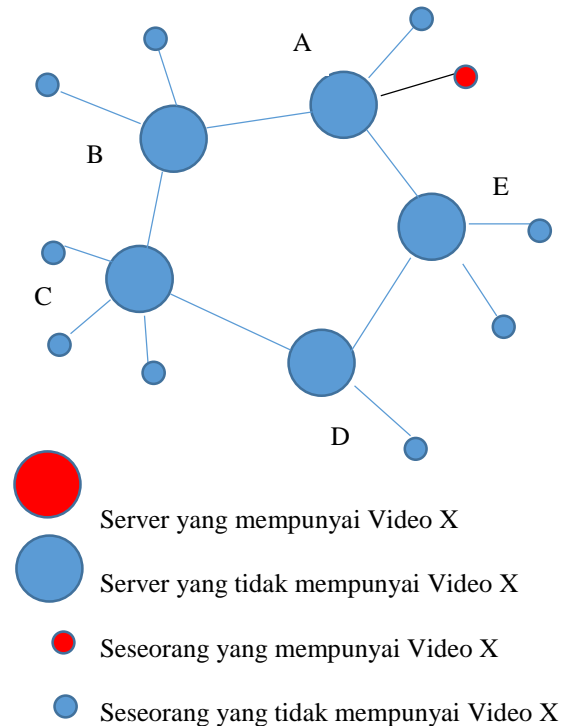 A
B
E
C
D
Server yang mempunyai Video X
Server yang tidak mempunyai Video X
Seseorang yang mempunyai Video X
Seseorang yang tidak mempunyai Video X